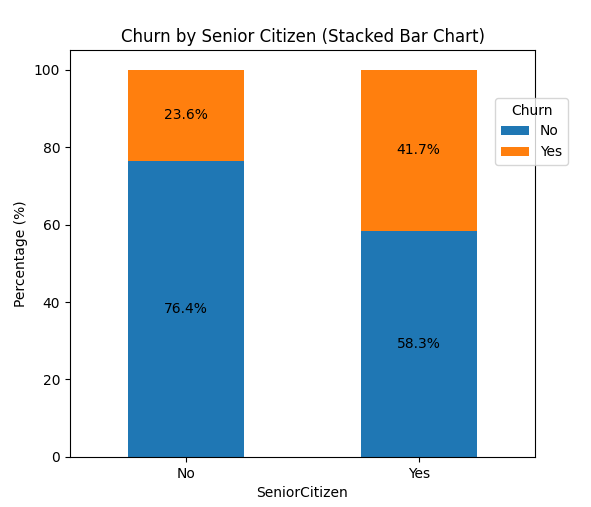 Churn by Senior Citizen (Stacked Bar Chart)
100
80
60
40
20
0
Percentage (%)
23.6%
76.4%
41.7%
58.3%
Churn
No
Yes
No
Yes
SeniorCitizen